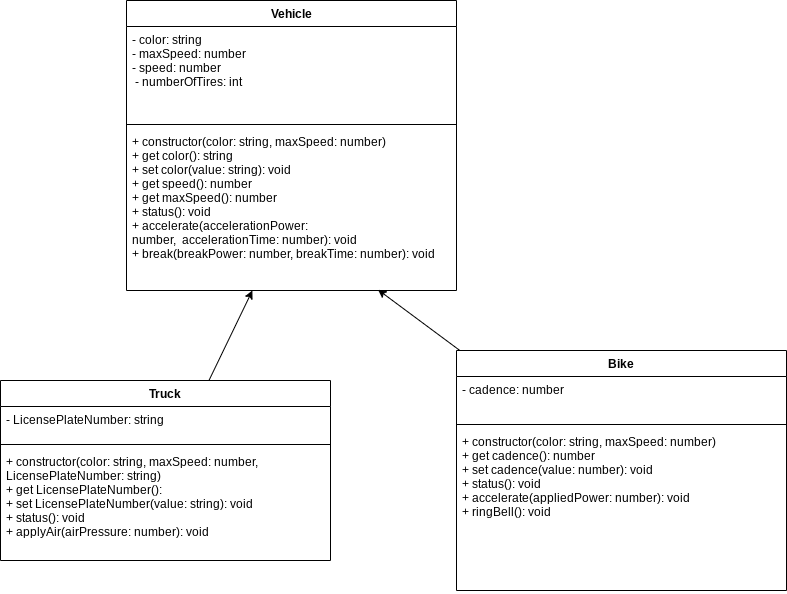 Vehicle
- color: string
- maxSpeed: number
- speed: number
- numberOfTires: int
+ constructor(color: string, maxSpeed: number)
+ get color(): string
+ set color(value: string): void
+ get speed(): number
+ get maxSpeed(): number
+ status(): void
+ accelerate(accelerationPower:
number,  accelerationTime: number): void
+ break(breakPower: number, breakTime: number): void
Truck
- LicensePlateNumber: string
+ constructor(color: string, maxSpeed: number,
LicensePlateNumber: string)
+ get LicensePlateNumber():
+ set LicensePlateNumber(value: string): void
+ status(): void
+ applyAir(airPressure: number): void
Bike
- cadence: number
+ constructor(color: string, maxSpeed: number)
+ get cadence(): number
+ set cadence(value: number): void
+ status(): void
+ accelerate(appliedPower: number): void
+ ringBell(): void